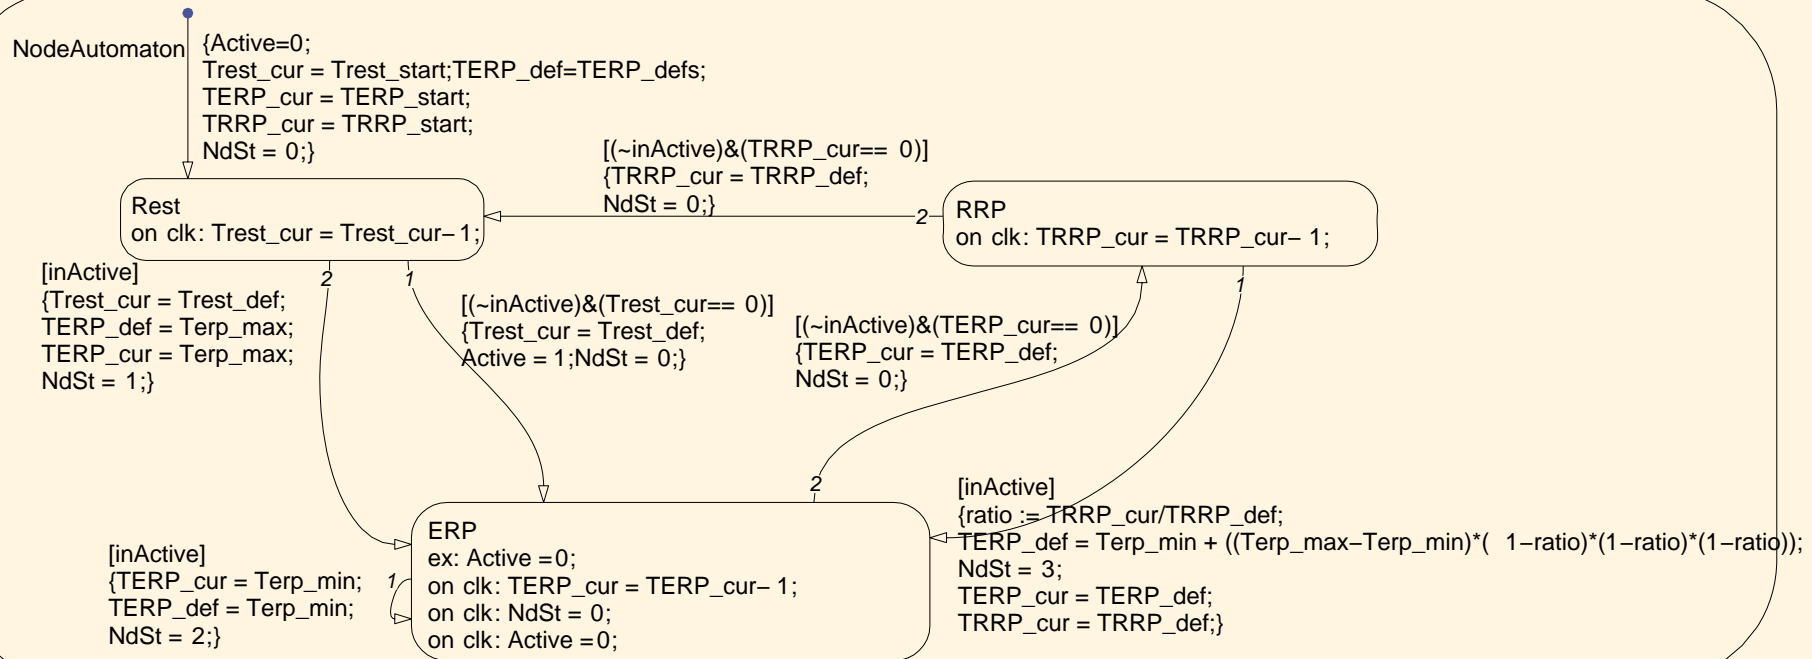 NodeAutomaton
{Active=0;
Trest_cur = Trest_start;TERP_def=TERP_defs;
TERP_cur = TERP_start;
TRRP_cur = TRRP_start;
NdSt = 0;}
[(~inActive)&(TRRP_cur== 0)]
{TRRP_cur = TRRP_def;
NdSt = 0;}
2
Rest
on clk: Trest_cur = Trest_cur−1;
RRP
on clk: TRRP_cur = TRRP_cur− 1;
[inActive]
{Trest_cur = Trest_def;
TERP_def = Terp_max;
TERP_cur = Terp_max;
NdSt = 1;}
2
1
[(~inActive)&(Trest_cur== 0)]
{Trest_cur = Trest_def;
Active = 1;NdSt = 0;}
[(~inActive)&(TERP_cur== 0)]
{TERP_cur = TERP_def;
NdSt = 0;}
1
2
[inActive]
{ratio := TRRP_cur/TRRP_def;
TERP_def = Terp_min + ((Terp_max−Terp_min)*( 1−ratio)*(1−ratio)*(1−ratio));
NdSt = 3;
TERP_cur = TERP_def;
TRRP_cur = TRRP_def;}
[inActive]
{TERP_cur = Terp_min;
TERP_def = Terp_min;
NdSt = 2;}
1
ERP
ex: Active =0;
on clk: TERP_cur = TERP_cur−1;
on clk: NdSt = 0;
on clk: Active =0;